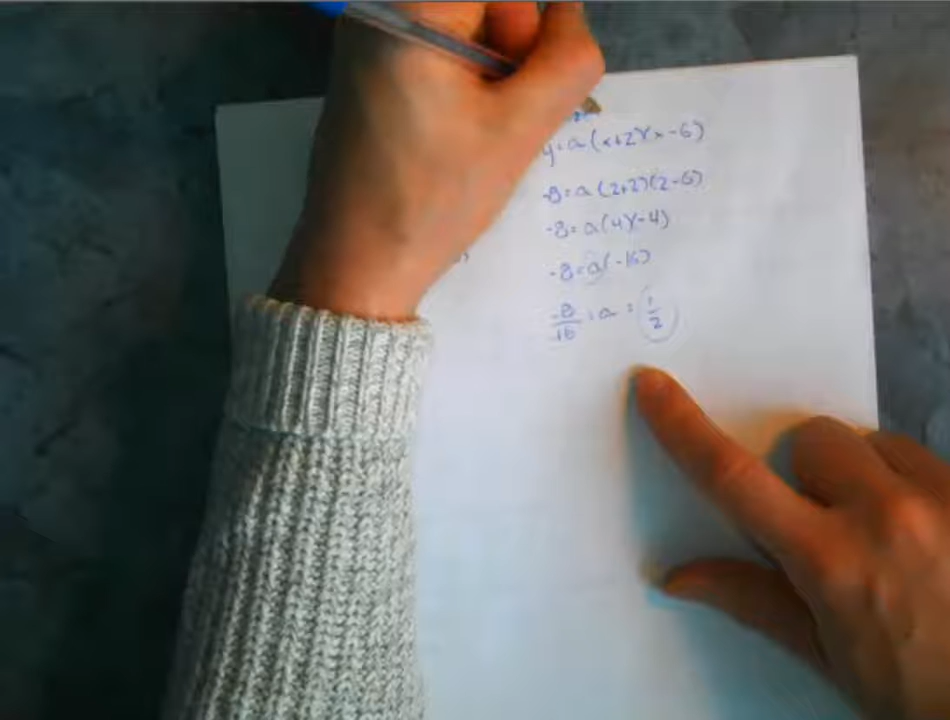 y=a(x+2)(x-6)
-8=a(2+2)(2-6)
-8=a(4)(-4)
-8=a(-16)
-8/-16=a=1/2